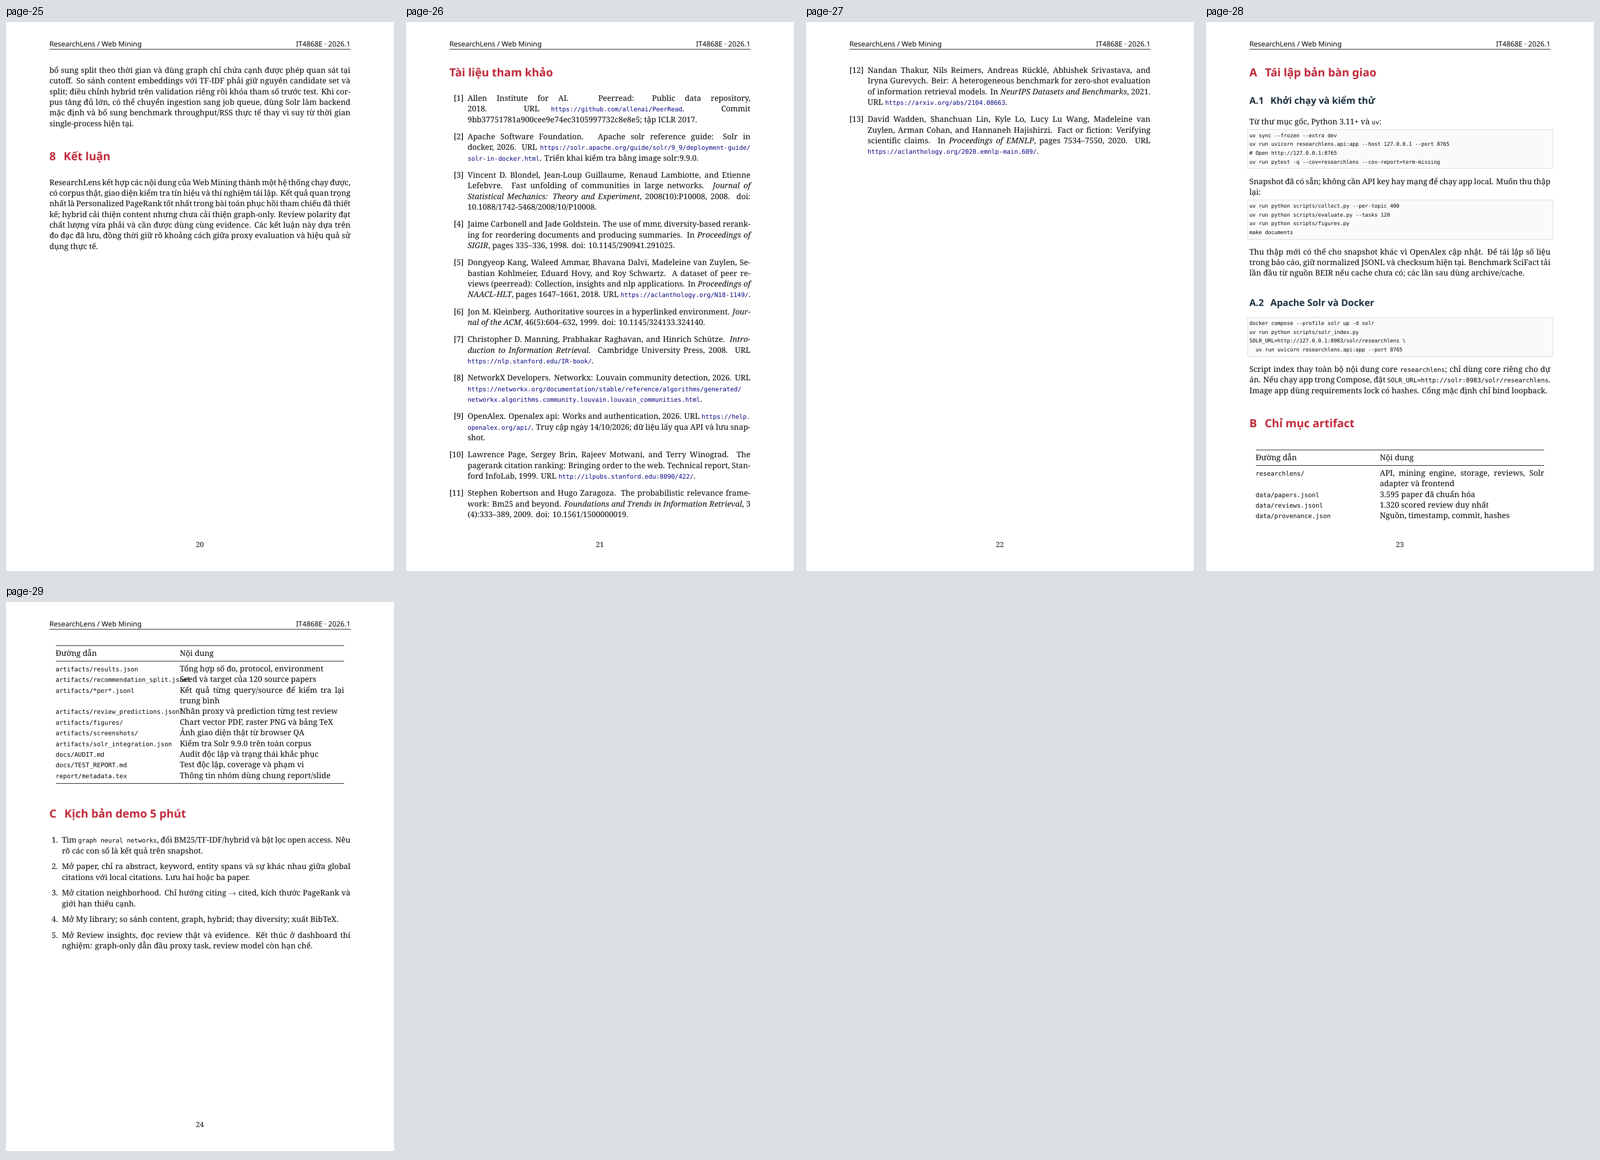 page-25
ResearchLens / Web Mining IT4868E · 2026.1
bổ sung split theo thời gian và dùng graph chỉ chứa cạnh được phép quan sát tại
cutoff. So sánh content embeddings với TF-IDF phải giữ nguyên candidate set và
split; điều chỉnh hybrid trên validation riêng rồi khóa tham số trước test. Khi cor-
pus tăng đủ lớn, có thể chuyển ingestion sang job queue, dùng Solr làm backend
mặc định và bổ sung benchmark throughput/RSS thực tế thay vì suy từ thời gian
single-process hiện tại.
8 Kết luận
ResearchLens kết hợp các nội dung của Web Mining thành một hệ thống chạy được,
có corpus thật, giao diện kiểm tra tín hiệu và thí nghiệm tái lập. Kết quả quan trọng
nhất là Personalized PageRank tốt nhất trong bài toán phục hồi tham chiếu đã thiết
kế; hybrid cải thiện content nhưng chưa cải thiện graph-only. Review polarity đạt
chất lượng vừa phải và cần được dùng cùng evidence. Các kết luận này dựa trên
đo đạc đã lưu, đồng thời giữ rõ khoảng cách giữa proxy evaluation và hiệu quả sử
dụng thực tế.
20
page-26
ResearchLens / Web Mining IT4868E · 2026.1
Tài liệu tham khảo
[1] Allen Institute for AI. Peerread: Public data repository,
2018. URL https://github.com/allenai/PeerRead. Commit
9bb37751781a900cee9e74ec3105997732c8e8e5; tập ICLR 2017.
[2] Apache Software Foundation. Apache solr reference guide: Solr in
docker, 2026. URL https://solr.apache.org/guide/solr/9_9/deployment-guide/
solr-in-docker.html. Triển khai kiểm tra bằng image solr:9.9.0.
[3] Vincent D. Blondel, Jean-Loup Guillaume, Renaud Lambiotte, and Etienne
Lefebvre. Fast unfolding of communities in large networks. Journal of
Statistical Mechanics: Theory and Experiment, 2008(10):P10008, 2008. doi:
10.1088/1742-5468/2008/10/P10008.
[4] Jaime Carbonell and Jade Goldstein. The use of mmr, diversity-based rerank-
ing for reordering documents and producing summaries. In Proceedings of
SIGIR, pages 335–336, 1998. doi: 10.1145/290941.291025.
[5] Dongyeop Kang, Waleed Ammar, Bhavana Dalvi, Madeleine van Zuylen, Se-
bastian Kohlmeier, Eduard Hovy, and Roy Schwartz. A dataset of peer re-
views (peerread): Collection, insights and nlp applications. In Proceedings of
NAACL-HLT, pages 1647–1661, 2018. URL https://aclanthology.org/N18-1149/.
[6] Jon M. Kleinberg. Authoritative sources in a hyperlinked environment. Jour-
nal of the ACM, 46(5):604–632, 1999. doi: 10.1145/324133.324140.
[7] Christopher D. Manning, Prabhakar Raghavan, and Hinrich Schütze. Intro-
duction to Information Retrieval. Cambridge University Press, 2008. URL
https://nlp.stanford.edu/IR-book/.
[8] NetworkX Developers. Networkx: Louvain community detection, 2026. URL
https://networkx.org/documentation/stable/reference/algorithms/generated/
networkx.algorithms.community.louvain.louvain_communities.html.
[9] OpenAlex. Openalex api: Works and authentication, 2026. URL https://help.
openalex.org/api/. Truy cập ngày 14/10/2026; dữ liệu lấy qua API và lưu snap-
shot.
[10] Lawrence Page, Sergey Brin, Rajeev Motwani, and Terry Winograd. The
pagerank citation ranking: Bringing order to the web. Technical report, Stan-
ford InfoLab, 1999. URL http://ilpubs.stanford.edu:8090/422/.
[11] Stephen Robertson and Hugo Zaragoza. The probabilistic relevance frame-
work: Bm25 and beyond. Foundations and Trends in Information Retrieval, 3
(4):333–389, 2009. doi: 10.1561/1500000019.
21
page-27
ResearchLens / Web Mining IT4868E · 2026.1
[12] Nandan Thakur, Nils Reimers, Andreas Rücklé, Abhishek Srivastava, and
Iryna Gurevych. Beir: A heterogeneous benchmark for zero-shot evaluation
of information retrieval models. In NeurIPS Datasets and Benchmarks, 2021.
URL https://arxiv.org/abs/2104.08663.
[13] David Wadden, Shanchuan Lin, Kyle Lo, Lucy Lu Wang, Madeleine van
Zuylen, Arman Cohan, and Hannaneh Hajishirzi. Fact or fiction: Verifying
scientific claims. In Proceedings of EMNLP, pages 7534–7550, 2020. URL
https://aclanthology.org/2020.emnlp-main.609/.
22
page-28
ResearchLens / Web Mining IT4868E · 2026.1
A Tái lập bản bàn giao
A.1 Khởi chạy và kiểm thử
Từ thư mục gốc, Python 3.11+ và uv:
uv sync --frozen --extra dev
uv run uvicorn researchlens.api:app --host 127.0.0.1 --port 8765
# Open http://127.0.0.1:8765
uv run pytest -q --cov=researchlens --cov-report=term-missing
Snapshot đã có sẵn; không cần API key hay mạng để chạy app local. Muốn thu thập
lại:
uv run python scripts/collect.py --per-topic 400
uv run python scripts/evaluate.py --tasks 120
uv run python scripts/figures.py
make documents
Thu thập mới có thể cho snapshot khác vì OpenAlex cập nhật. Để tái lập số liệu
trong báo cáo, giữ normalized JSONL và checksum hiện tại. Benchmark SciFact tải
lần đầu từ nguồn BEIR nếu cache chưa có; các lần sau dùng archive/cache.
A.2 Apache Solr và Docker
docker compose --profile solr up -d solr
uv run python scripts/solr_index.py
SOLR_URL=http://127.0.0.1:8983/solr/researchlens \
uv run uvicorn researchlens.api:app --port 8765
Script index thay toàn bộ nội dung core researchlens; chỉ dùng core riêng cho dự
án. Nếu chạy app trong Compose, đặt SOLR_URL=http://solr:8983/solr/researchlens.
Image app dùng requirements lock có hashes. Cổng mặc định chỉ bind loopback.
B Chỉ mục artifact
Đường dẫn Nội dung
researchlens/ API, mining engine, storage, reviews, Solr
adapter và frontend
data/papers.jsonl 3.595 paper đã chuẩn hóa
data/reviews.jsonl 1.320 scored review duy nhất
data/provenance.json Nguồn, timestamp, commit, hashes
23
page-29
ResearchLens / Web Mining IT4868E · 2026.1
Đường dẫn Nội dung
artifacts/results.json Tổng hợp số đo, protocol, environment
artifacts/recommendation_split.json Seed và target của 120 source papers
artifacts/*per*.jsonl Kết quả từng query/source để kiểm tra lại
trung bình
artifacts/review_predictions.jsonl Nhãn proxy và prediction từng test review
artifacts/figures/ Chart vector PDF, raster PNG và bảng TeX
artifacts/screenshots/ Ảnh giao diện thật từ browser QA
artifacts/solr_integration.json Kiểm tra Solr 9.9.0 trên toàn corpus
docs/AUDIT.md Audit độc lập và trạng thái khắc phục
docs/TEST_REPORT.md Test độc lập, coverage và phạm vi
report/metadata.tex Thông tin nhóm dùng chung report/slide
C Kịch bản demo 5 phút
1. Tìm graph neural networks, đổi BM25/TF-IDF/hybrid và bật lọc open access. Nêu
rõ các con số là kết quả trên snapshot.
2. Mở paper, chỉ ra abstract, keyword, entity spans và sự khác nhau giữa global
citations với local citations. Lưu hai hoặc ba paper.
3. Mở citation neighborhood. Chỉ hướng citing → cited, kích thước PageRank và
giới hạn thiếu cạnh.
4. Mở My library; so sánh content, graph, hybrid; thay diversity; xuất BibTeX.
5. Mở Review insights, đọc review thật và evidence. Kết thúc ở dashboard thí
nghiệm: graph-only dẫn đầu proxy task, review model còn hạn chế.
24